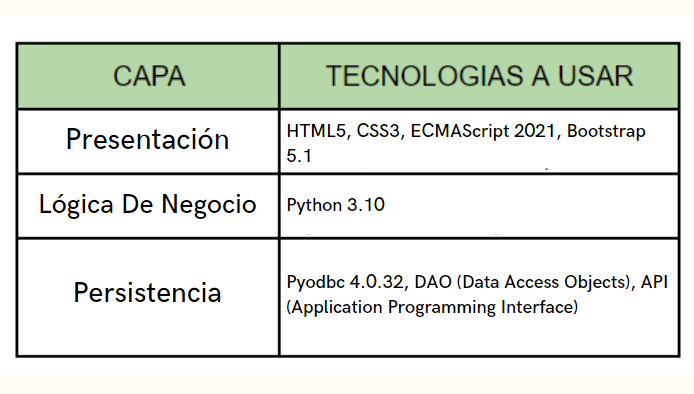 CAPA
TECNOLOGIAS A USAR
Presentación
HTML5, CSS3, ECMAScript 2021, Bootstrap
5.1
Lógica De Negocio
Python 3.10
Persistencia
Pyodbc 4.0.32, DAO (Data Access Objects), API
(Application Programming Interface)